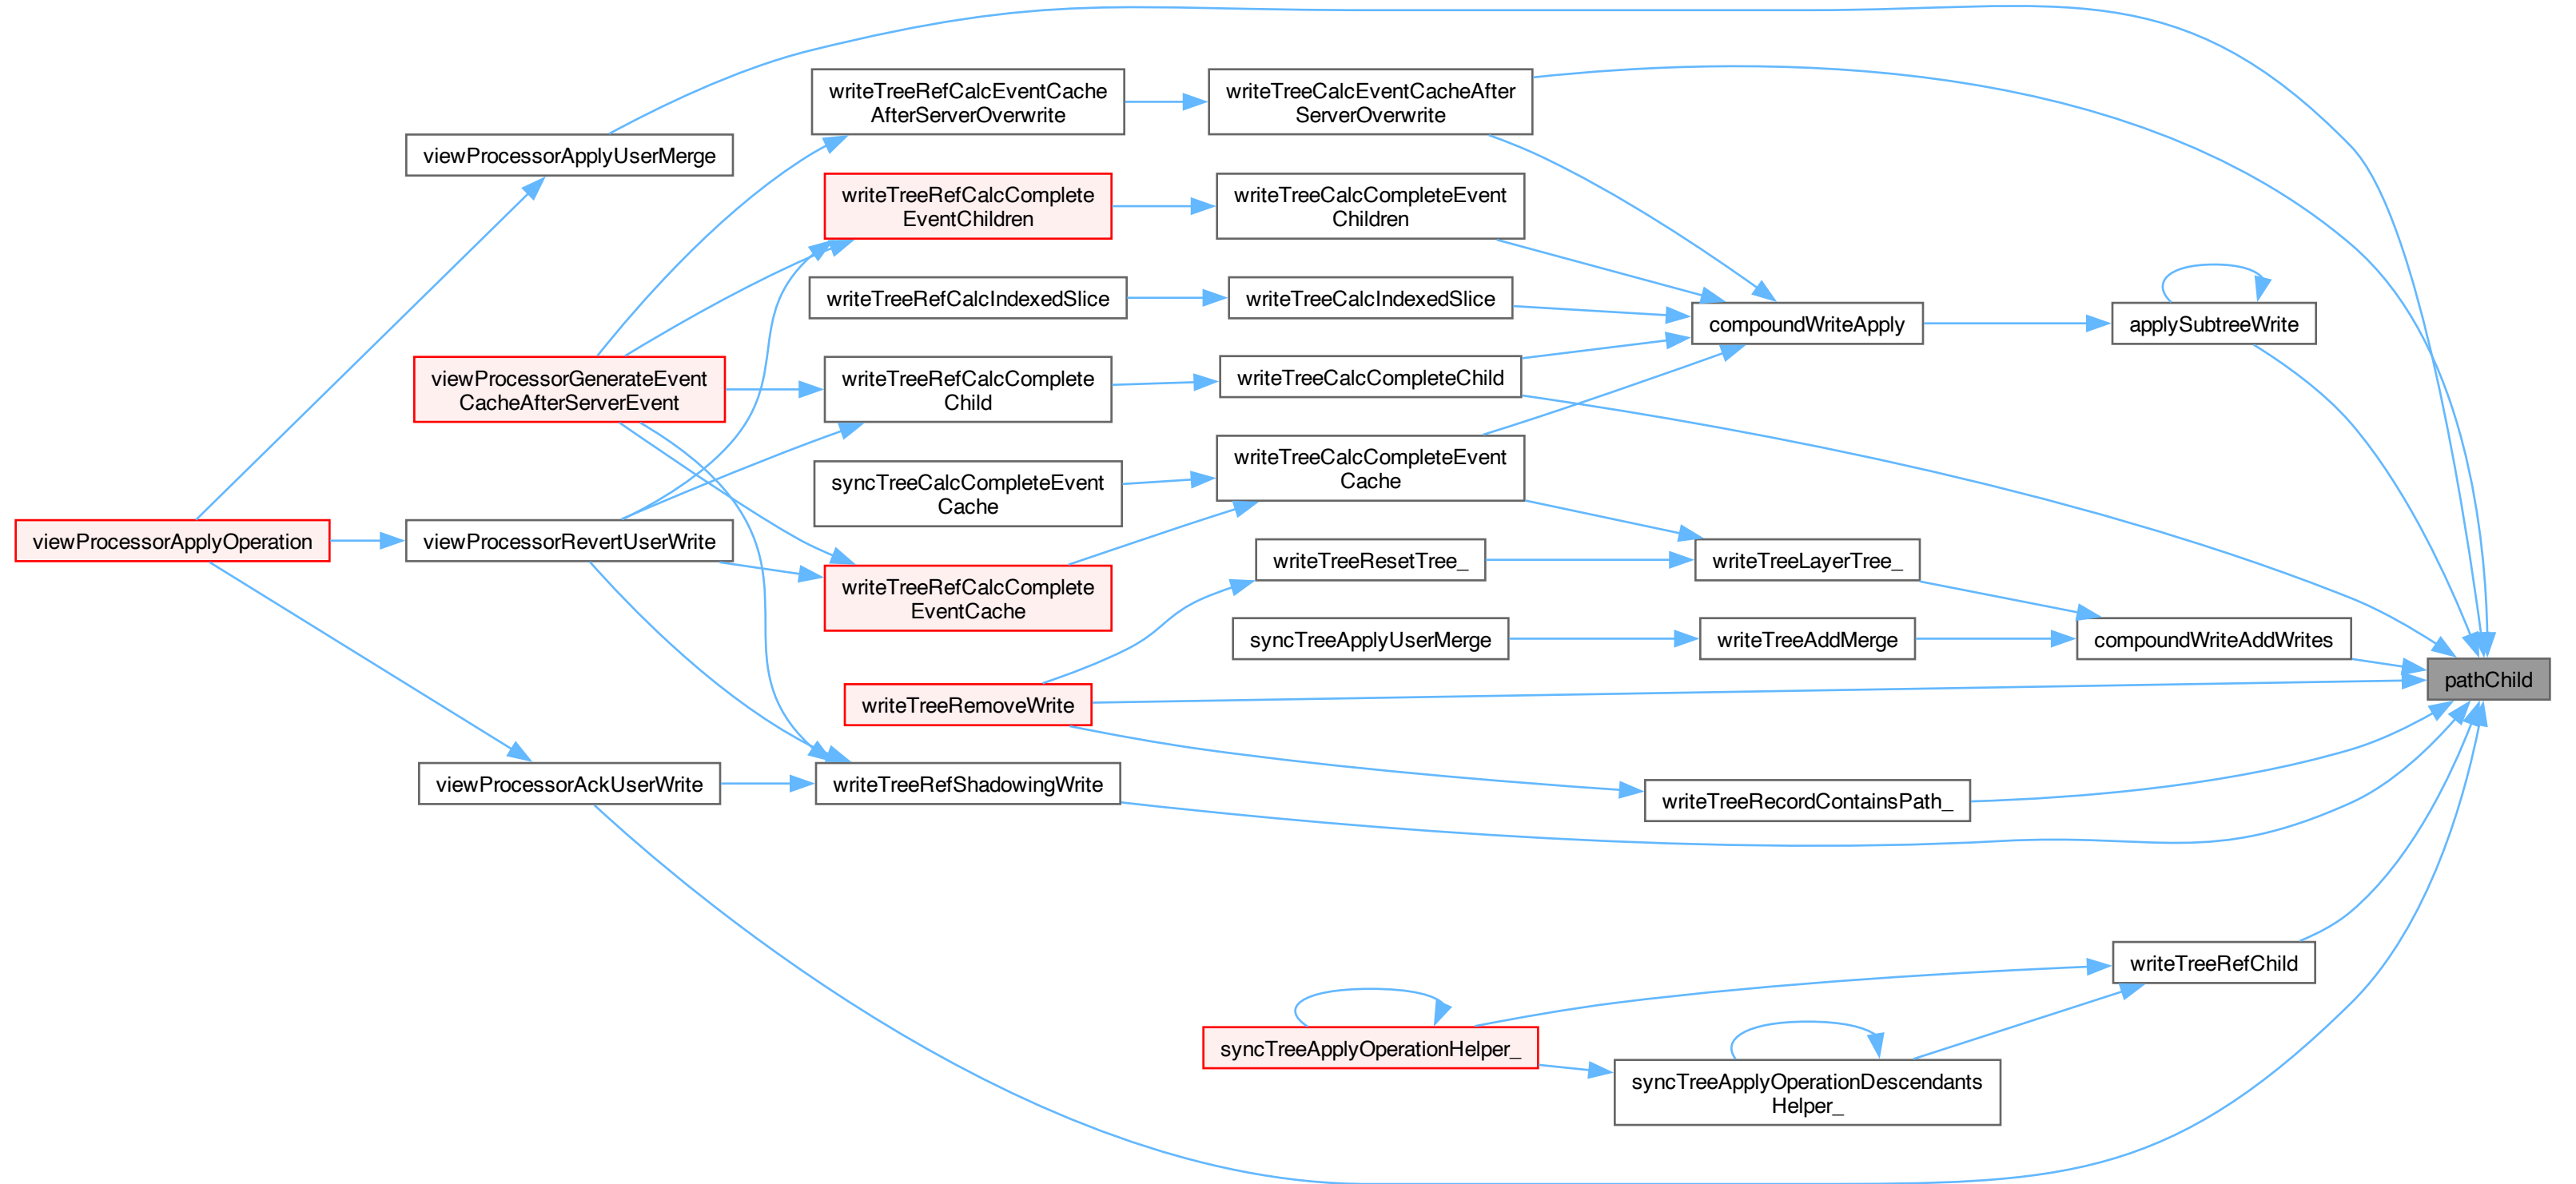 writeTreeRefCalcEventCache
AfterServerOverwrite
writeTreeCalcEventCacheAfter
ServerOverwrite
viewProcessorApplyUserMerge
writeTreeRefCalcComplete
EventChildren
writeTreeCalcCompleteEvent
Children
writeTreeRefCalcIndexedSlice
writeTreeCalcIndexedSlice
compoundWriteApply
applySubtreeWrite
viewProcessorGenerateEvent
CacheAfterServerEvent
writeTreeRefCalcComplete
Child
writeTreeCalcCompleteChild
syncTreeCalcCompleteEvent
Cache
writeTreeCalcCompleteEvent
Cache
viewProcessorApplyOperation
viewProcessorRevertUserWrite
writeTreeRefCalcComplete
EventCache
writeTreeResetTree_
writeTreeLayerTree_
syncTreeApplyUserMerge
writeTreeAddMerge
compoundWriteAddWrites
pathChild
writeTreeRemoveWrite
viewProcessorAckUserWrite
writeTreeRefShadowingWrite
writeTreeRecordContainsPath_
writeTreeRefChild
syncTreeApplyOperationHelper_
syncTreeApplyOperationDescendants
Helper_